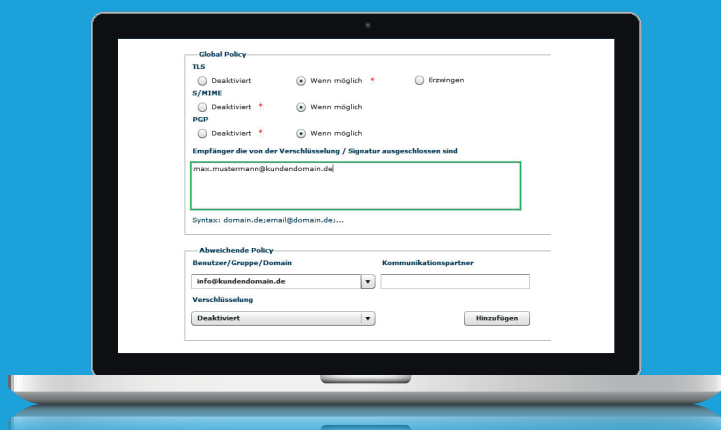 Global Policy
TLS
Deaktiviert Wenn möglich * Erzwingen
S/MIME
Deaktiviert * Wenn möglich
PGP
Deaktiviert * Wenn möglich
Empfänger die von der Verschlüsselung / Signatur ausgeschlossen sind
max.mustermann@kundendomain.de
Syntax: domain.de;email@domain.de;...
Abweichende Policy
Benutzer/Gruppe/Domain Kommunikationspartner
info@kundendomain.de
Verschlüsselung
Deaktiviert Hinzufügen